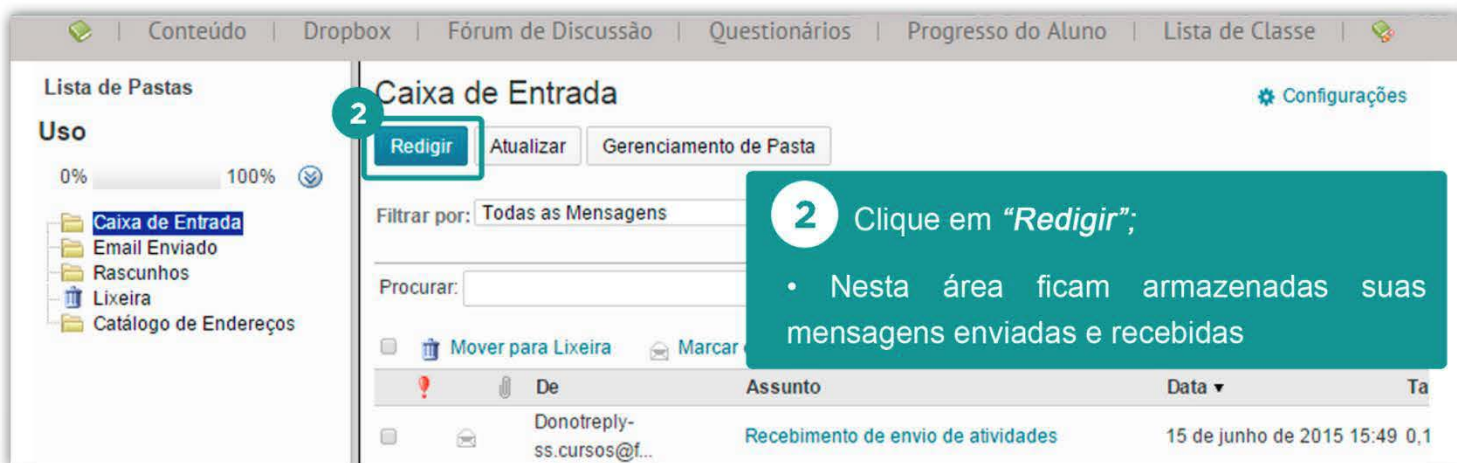 | Conteúdo | Dropbox | Fórum de Discussão | Questionários | Progresso do Aluno | Lista de Classe |
Lista de Pastas
Uso
0% 100%
Caixa de Entrada
Email Enviado
Rascunhos
Lixeira
Catálogo de Endereços
Caixa de Entrada
Configurações
2
Redigir Atualizar Gerenciamento de Pasta
Filtrar por: Todas as Mensagens
Procurar:
2 Clique em “Redigir”;
• Nesta área ficam armazenadas suas
mensagens enviadas e recebidas
Mover para Lixeira Marcar
De Assunto Data ▾ Ta
Donotreply-
ss.cursos@f... Recebimento de envio de atividades 15 de junho de 2015 15:49 0,1